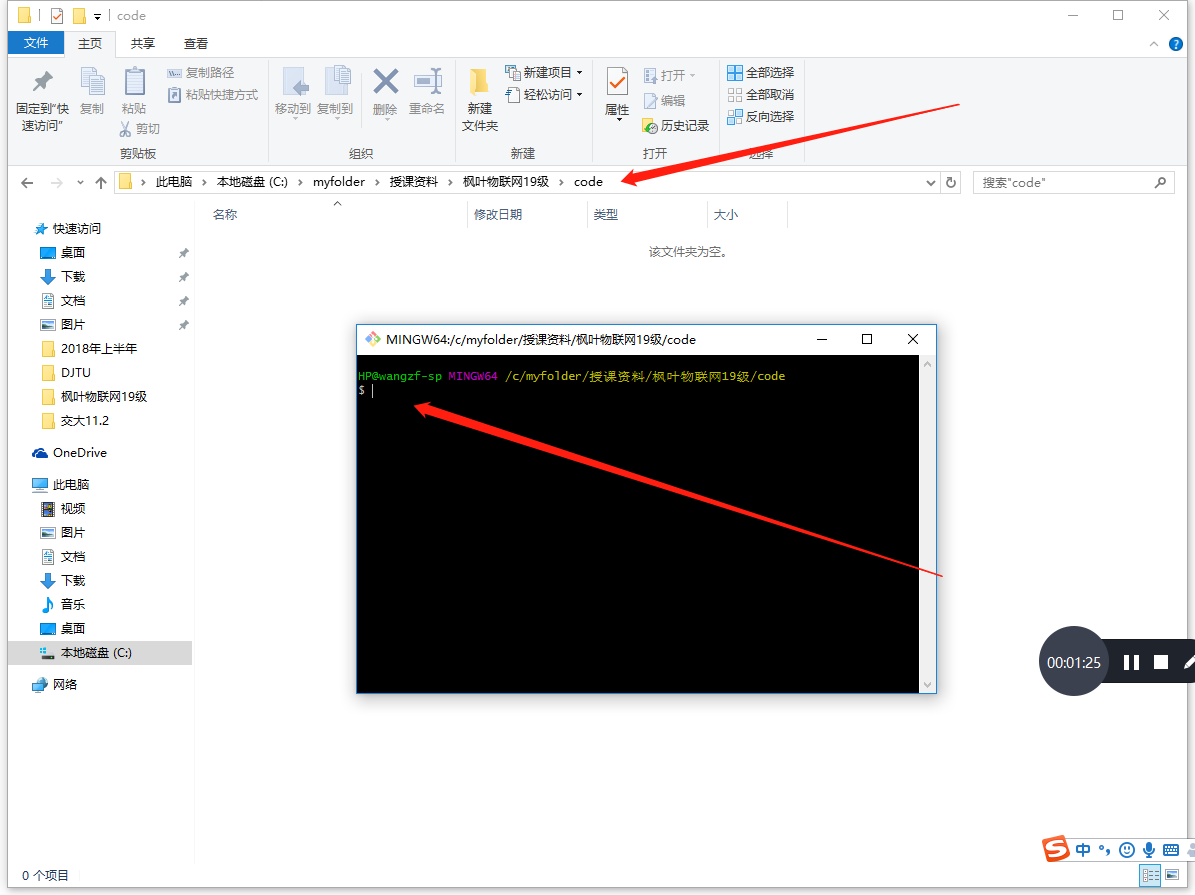 code
文件 主页 共享 查看
固定到"快速访问"
复制
粘贴
复制路径
粘贴快捷方式
剪切
剪贴板
移动到
复制到
删除
重命名
组织
新建文件夹
新建项目
轻松访问
新建
属性
打开
编辑
历史记录
打开
全部选择
全部取消
反向选择
选择
此电脑 › 本地磁盘 (C:) › myfolder › 授课资料 › 枫叶物联网19级 › code
搜索"code"
名称 修改日期 类型 大小
该文件夹为空。
快速访问
桌面
下载
文档
图片
2018年上半年
DJTU
枫叶物联网19级
交大11.2
OneDrive
此电脑
视频
图片
文档
下载
音乐
桌面
本地磁盘 (C:)
网络
MINGW64:/c/myfolder/授课资料/枫叶物联网19级/code
HP@wangzf-sp MINGW64 /c/myfolder/授课资料/枫叶物联网19级/code
$
00:01:25
中
0 个项目